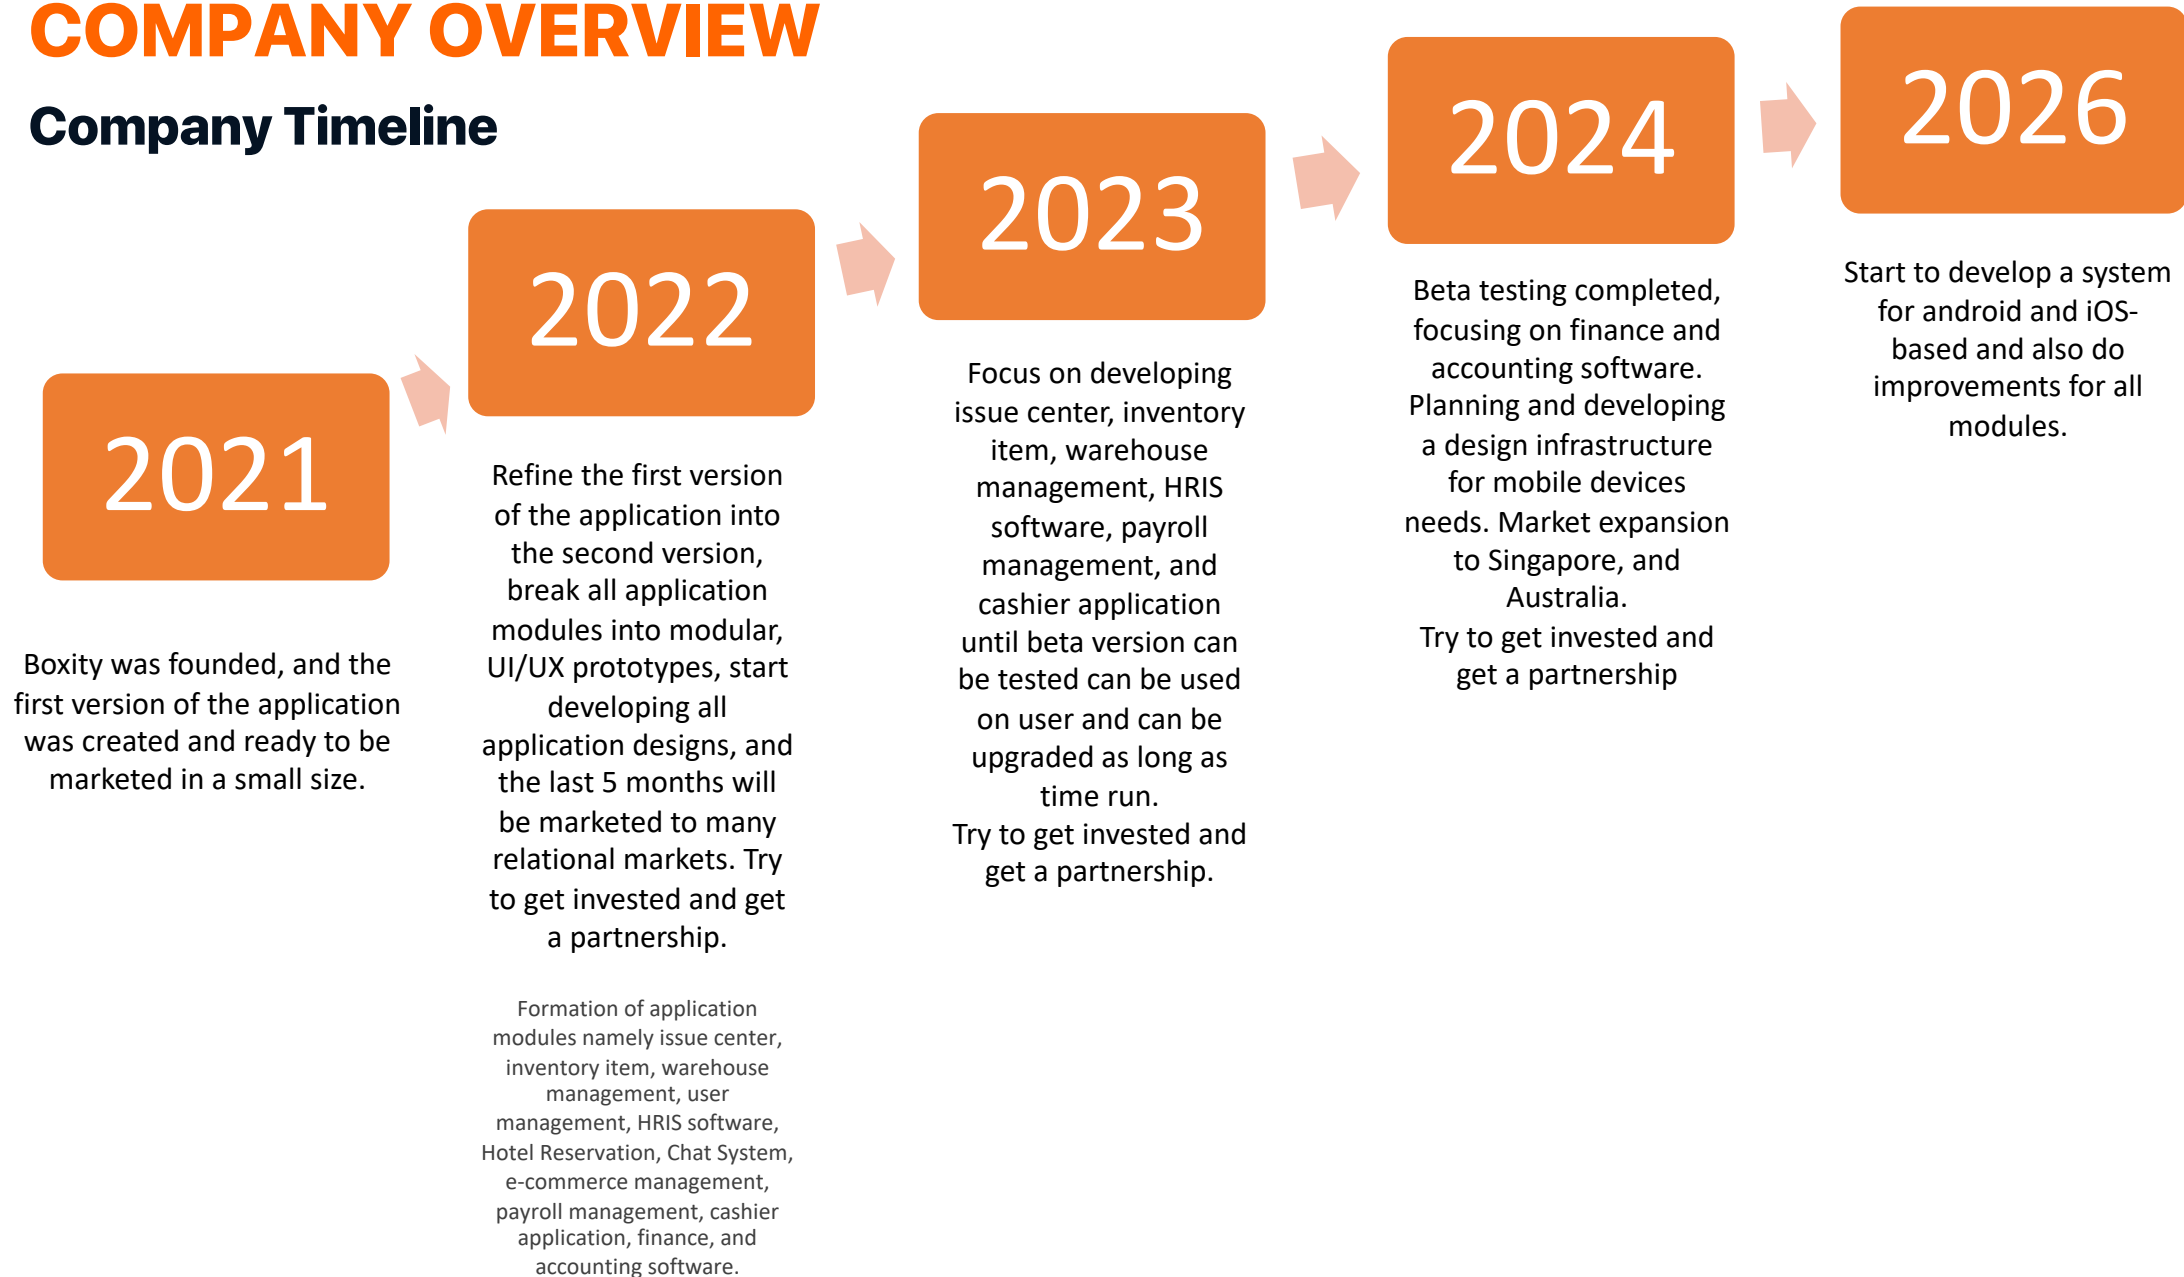 COMPANY OVERVIEW
Company Timeline
2021
Boxity was founded, and the
first version of the application
was created and ready to be
marketed in a small size.
2022
Refine the first version
of the application into
the second version,
break all application
modules into modular,
UI/UX prototypes, start
developing all
application designs, and
the last 5 months will
be marketed to many
relational markets. Try
to get invested and get
a partnership.
Formation of application
modules namely issue center,
inventory item, warehouse
management, user
management, HRIS software,
Hotel Reservation, Chat System,
e-commerce management,
payroll management, cashier
application, finance, and
accounting software.
2023
Focus on developing
issue center, inventory
item, warehouse
management, HRIS
software, payroll
management, and
cashier application
until beta version can
be tested can be used
on user and can be
upgraded as long as
time run.
Try to get invested and
get a partnership.
2024
Beta testing completed,
focusing on finance and
accounting software.
Planning and developing
a design infrastructure
for mobile devices
needs. Market expansion
to Singapore, and
Australia.
Try to get invested and
get a partnership
2026
Start to develop a system
for android and iOS-
based and also do
improvements for all
modules.